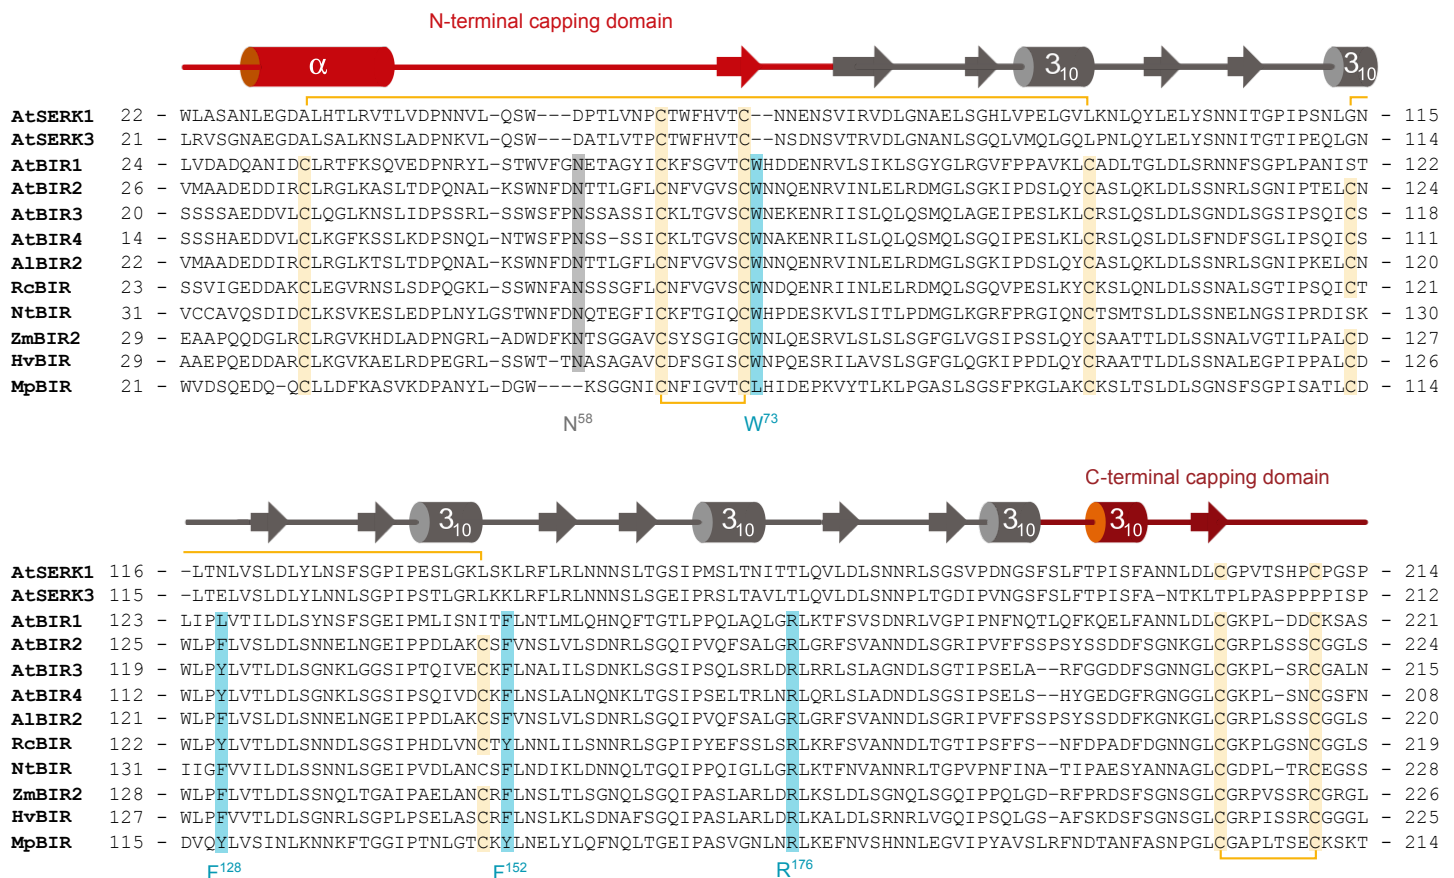 N-terminal capping domain
α 3₁₀ 3₁₀
AtSERK1 22 - WLASANLEGDALHTLRVTLVDPNNVL-QSW---DPTLVNPCTWFHVTC--NNENSVIRVDLGNAELSGHLVPELGVLKNLQYLELYSNNITGPIPSNLGN - 115
AtSERK3 21 - LRVSGNAEGDALSALKNSLADPNKVL-QSW---DATLVTPCTWFHVTC--NSDNSVTRVDLGNANLSGQLVMQLGQLPNLQYLELYSNNITGTIPEQLGN - 114
AtBIR1 24 - LVDADQANIDCLRTFKSQVEDPNRYL-STWVFGNETAGYICKFSGVTCWHDDENRVLSIKLSGYGLRGVFPPAVKLCADLTGLDLSRNNFSGPLPANIST - 122
AtBIR2 26 - VMAADEDDIRCLRGLKASLTDPQNAL-KSWNFDNTTLGFLCNFVGVSCWNNQENRVINLELRDMGLSGKIPDSLQYCASLQKLDLSSNRLSGNIPTELCN - 124
AtBIR3 20 - SSSSAEDDVLCLQGLKNSLIDPSSRL-SSWSFPNSSASSICKLTGVSCWNEKENRIISLQLQSMQLAGEIPESLKLCRSLQSLDLSGNDLSGSIPSQICS - 118
AtBIR4 14 - SSSHAEDDVLCLKGFKSSLKDPSNQL-NTWSFPNSS-SSICKLTGVSCWNAKENRILSLQLQSMQLSGQIPESLKLCRSLQSLDLSFNDFSGLIPSQICS - 111
AlBIR2 22 - VMAADEDDIRCLRGLKTSLTDPQNAL-KSWNFDNTTLGFLCNFVGVSCWNNQENRVINLELRDMGLSGKIPDSLQYCASLQKLDLSSNRLSGNIPKELCN - 120
RcBIR 23 - SSVIGEDDAKCLEGVRNSLSDPQGKL-SSWNFANSSSGFLCNFVGVSCWNDQENRIINLELRDMQLSGQVPESLKYCKSLQNLDLSSNALSGTIPSQICT - 121
NtBIR 31 - VCCAVQSDIDCLKSVKESLEDPLNYLGSTWNFDNQTEGFICKFTGIQCWHPDESKVLSITLPDMGLKGRFPRGIQNCTSMTSLDLSSNELNGSIPRDISK - 130
ZmBIR2 29 - EAAPQQDGLRCLRGVKHDLADPNGRL-ADWDFKNTSGGAVCSYSGIGCWNLQESRVLSLSLSGFGLVGSIPSSLQYCSAATTLDLSSNALVGTILPALCD - 127
HvBIR 29 - AAEPQEDDARCLKGVKAELRDPEGRL-SSWT-TNASAGAVCDFSGISCWNPQESRILAVSLSGFGLQGKIPPDLQYCRAATTLDLSSNALEGPIPPALCD - 126
MpBIR 21 - WVDSQEDQ-QCLLDFKASVKDPANYL-DGW----KSGGNICNFIGVTCLHIDEPKVYTLKLPGASLSGSFPKGLAKCKSLTSLDLSGNSFSGPISATLCD - 114
N⁵⁸ W⁷³
C-terminal capping domain
3₁₀ 3₁₀ 3₁₀ 3₁₀
AtSERK1 116 - -LTNLVSLDLYLNSFSGPIPESLGKLSKLRFLRLNNNSLTGSIPMSLTNITTLQVLDLSNNRLSGSVPDNGSFSLFTPISFANNLDLCGPVTSHPCPGSP - 214
AtSERK3 115 - -LTELVSLDLYLNNLSGPIPSTLGRLKKLRFLRLNNNSLSGEIPRSLTAVLTLQVLDLSNNPLTGDIPVNGSFSLFTPISFA-NTKLTPLPASPPPPISP - 212
AtBIR1 123 - LIPLVTILDLSYNSFSGEIPMLISNITFLNTLMLQHNQFTGTLPPQLAQLGRLKTFSVSDNRLVGPIPNFNQTLQFKQELFANNLDLCGKPL-DDCKSAS - 221
AtBIR2 125 - WLPFLVSLDLSNNELNGEIPPDLAKCSFVNSLVLSDNRLSGQIPVQFSALGRLGRFSVANNDLSGRIPVFFSSPSYSSDDFSGNKGLCGRPLSSSCGGLS - 224
AtBIR3 119 - WLPYLVTLDLSGNKLGGSIPTQIVECKFLNALILSDNKLSGSIPSQLSRLDRLRRLSLAGNDLSGTIPSELA--RFGGDDFSGNNGLCGKPL-SRCGALN - 215
AtBIR4 112 - WLPYLVTLDLSGNKLSGSIPSQIVDCKFLNSLALNQNKLTGSIPSELTRLNRLQRLSLADNDLSGSIPSELS--HYGEDGFRGNGGLCGKPL-SNCGSFN - 208
AlBIR2 121 - WLPFLVSLDLSNNELNGEIPPDLAKCSFVNSLVLSDNRLSGQIPVQFSALGRLGRFSVANNDLSGRIPVFFSSPSYSSDDFKGNKGLCGRPLSSSCGGLS - 220
RcBIR 122 - WLPYLVTLDLSNNDLSGSIPHDLVNCTYLNNLILSNNRLSGPIPYEFSSLSRLKRFSVANNDLTGTIPSFFS--NFDPADFDGNNGLCGKPLGSNCGGLS - 219
NtBIR 131 - IIGFVVILDLSSNNLSGEIPVDLANCSFLNDIKLDNNQLTGQIPPQIGLLGRLKTFNVANNRLTGPVPNFINA-TIPAESYANNAGLCGDPL-TRCEGSS - 228
ZmBIR2 128 - WLPFLVTLDLSSNQLTGAIPAELANCRFLNSLTLSGNQLSGQIPASLARLDRLKSLDLSGNQLSGQIPPQLGD-RFPRDSFSGNSGLCGRPVSSRCGRGL - 226
HvBIR 127 - WLPFVVTLDLSGNRLSGPLPSELASCRFLNSLKLSDNAFSGQIPASLARLDRLKALDLSRNRLVGQIPSQLGS-AFSKDSFSGNSGLCGRPISSRCGGGL - 225
MpBIR 115 - DVQYLVSINLKNNKFTGGIPTNLGTCKYLNELYLQFNQLTGEIPASVGNLNRLKEFNVSHNNLEGVIPYAVSLRFNDTANFASNPGLCGAPLTSECKSKT - 214
F¹²⁸ F¹⁵² R¹⁷⁶